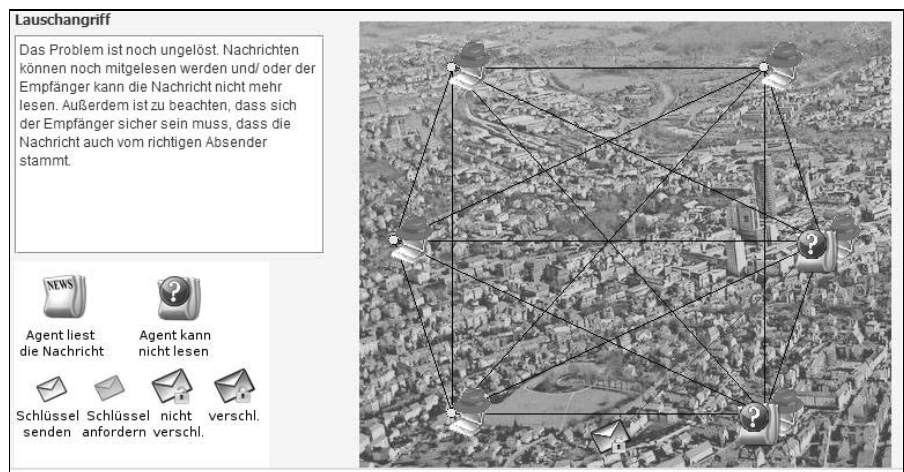 Lauschangriff
Das Problem ist noch ungelöst. Nachrichten
können noch mitgelesen werden und/ oder der
Empfänger kann die Nachricht nicht mehr
lesen. Außerdem ist zu beachten, dass sich
der Empfänger sicher sein muss, dass die
Nachricht auch vom richtigen Absender
stammt.
NEWS
?
Agent liest
die Nachricht
Agent kann
nicht lesen
Schlüssel
senden
Schlüssel
anfordern
nicht
verschl.
verschl.
?
?